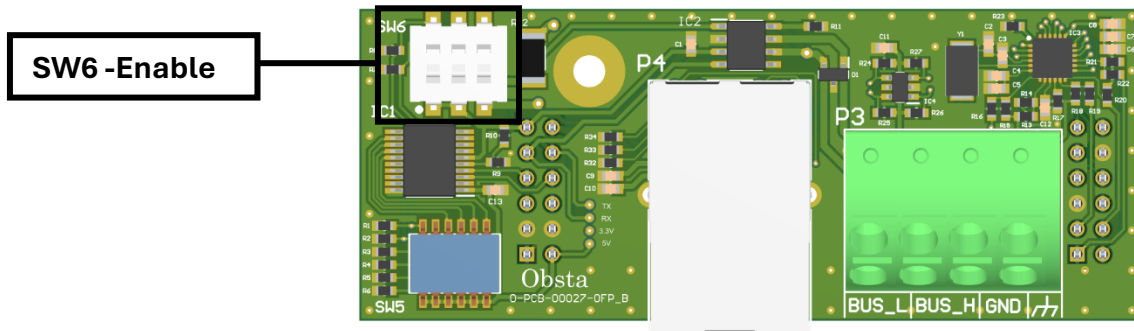 SW6 -Enable
SW6
IC1
R10
R9
C13
R1
R2
R3
R4
R5
R6
SW5
R34
R33
R32
C9
C10
TX
RX
3.3V
5V
Obsta
O-PCB-00027-0FP_B
P4
C1
IC2
R11
D1
P3
C11
R24
R27
IC4
R25
R26
Y1
C2
C3
C4
C5
R23
IC3
C8
C7
C6
R21
R22
R20
R14
R16
R15
R13
C12
R17
R18
R19
BUS_L
BUS_H
GND